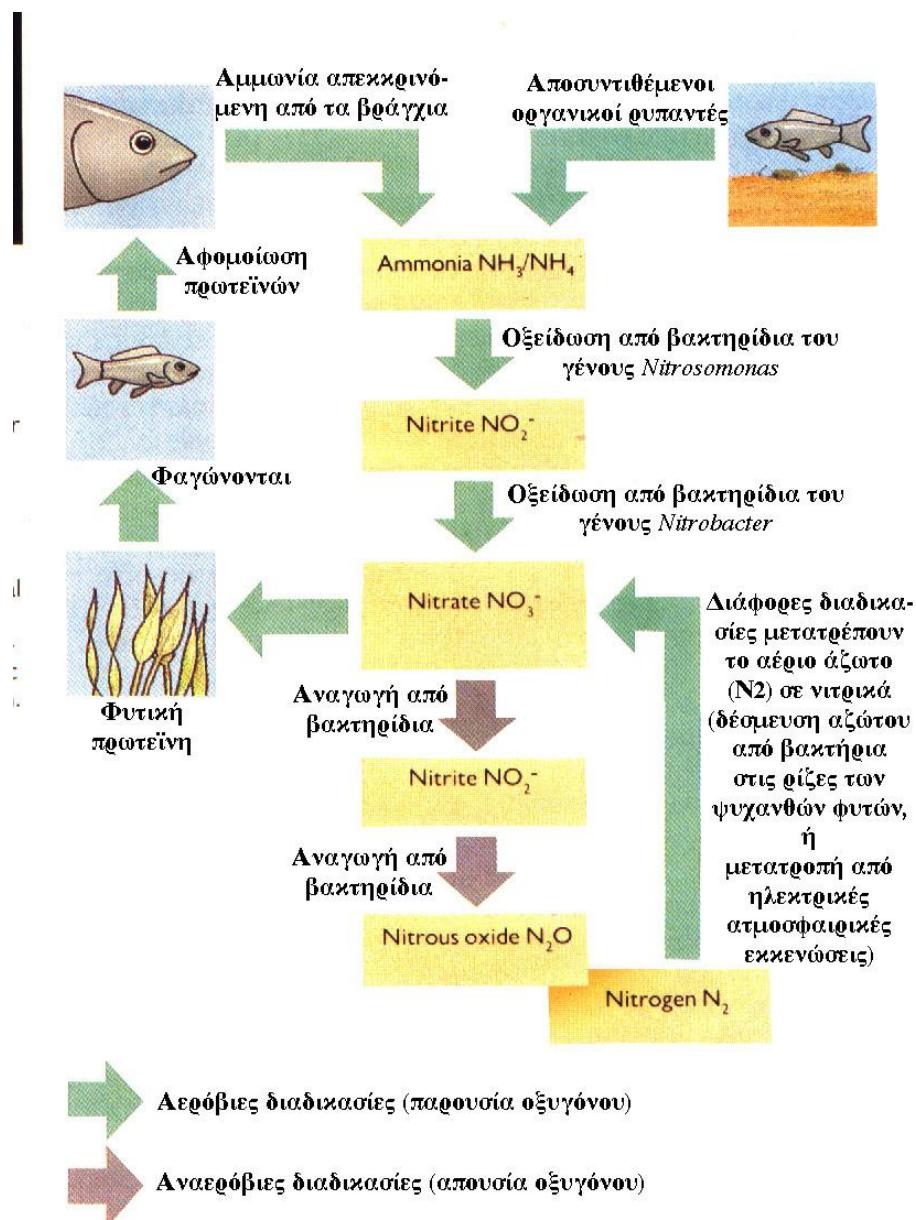 Αμμωνία απεκκρινό-
μενη από τα βράγχια
Αποσυντιθέμενοι
οργανικοί ρυπαντές
Αφομοίωση
πρωτεϊνών
Ammonia NH₃/NH₄
Οξείδωση από βακτηρίδια του
γένους Nitrosomonas
Nitrite NO₂⁻
Φαγώνονται
Οξείδωση από βακτηρίδια του
γένους Nitrobacter
Nitrate NO₃⁻
Διάφορες διαδικα-
σίες μετατρέπουν
το αέριο άζωτο
(N2) σε νιτρικά
(δέσμευση αζώτου
από βακτήρια
στις ρίζες των
ψυχανθών φυτών,
ή
μετατροπή από
ηλεκτρικές
ατμοσφαιρικές
εκκενώσεις)
Φυτική
πρωτεϊνη
Αναγωγή από
βακτηρίδια
Nitrite NO₂⁻
Αναγωγή από
βακτηρίδια
Nitrous oxide N₂O
Nitrogen N₂
Αερόβιες διαδικασίες (παρουσία οξυγόνου)
Αναερόβιες διαδικασίες (απουσία οξυγόνου)